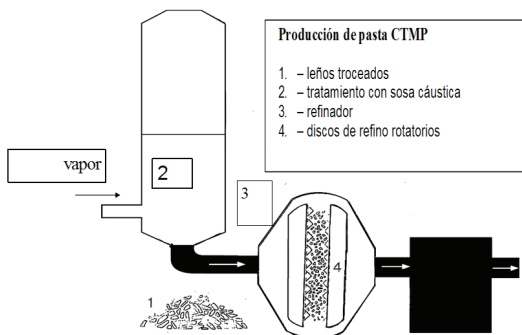 Producción de pasta CTMP
1. – leños troceados
2. – tratamiento con sosa cáustica
3. – refinador
4. – discos de refino rotatorios
vapor
2
3
4
1